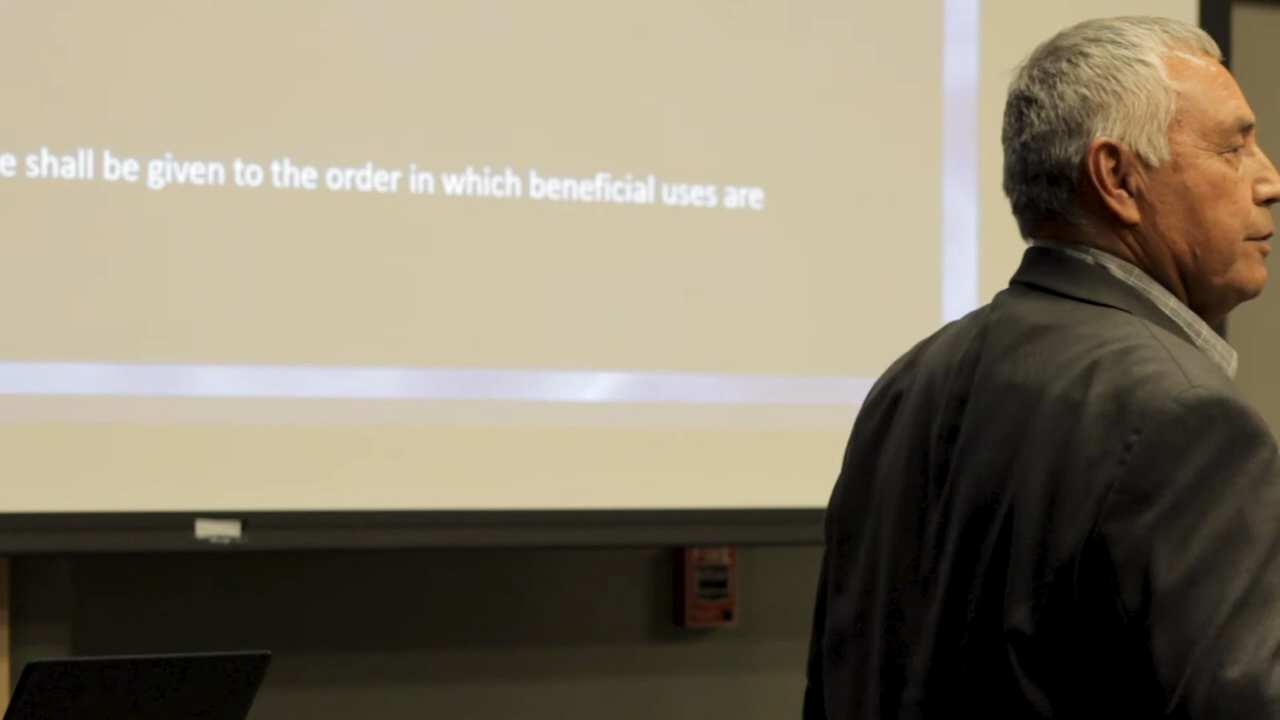 e shall be given to the order in which beneficial uses are